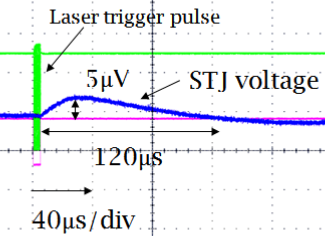 Laser trigger pulse
5μV
STJ voltage
120μs
40μs/div